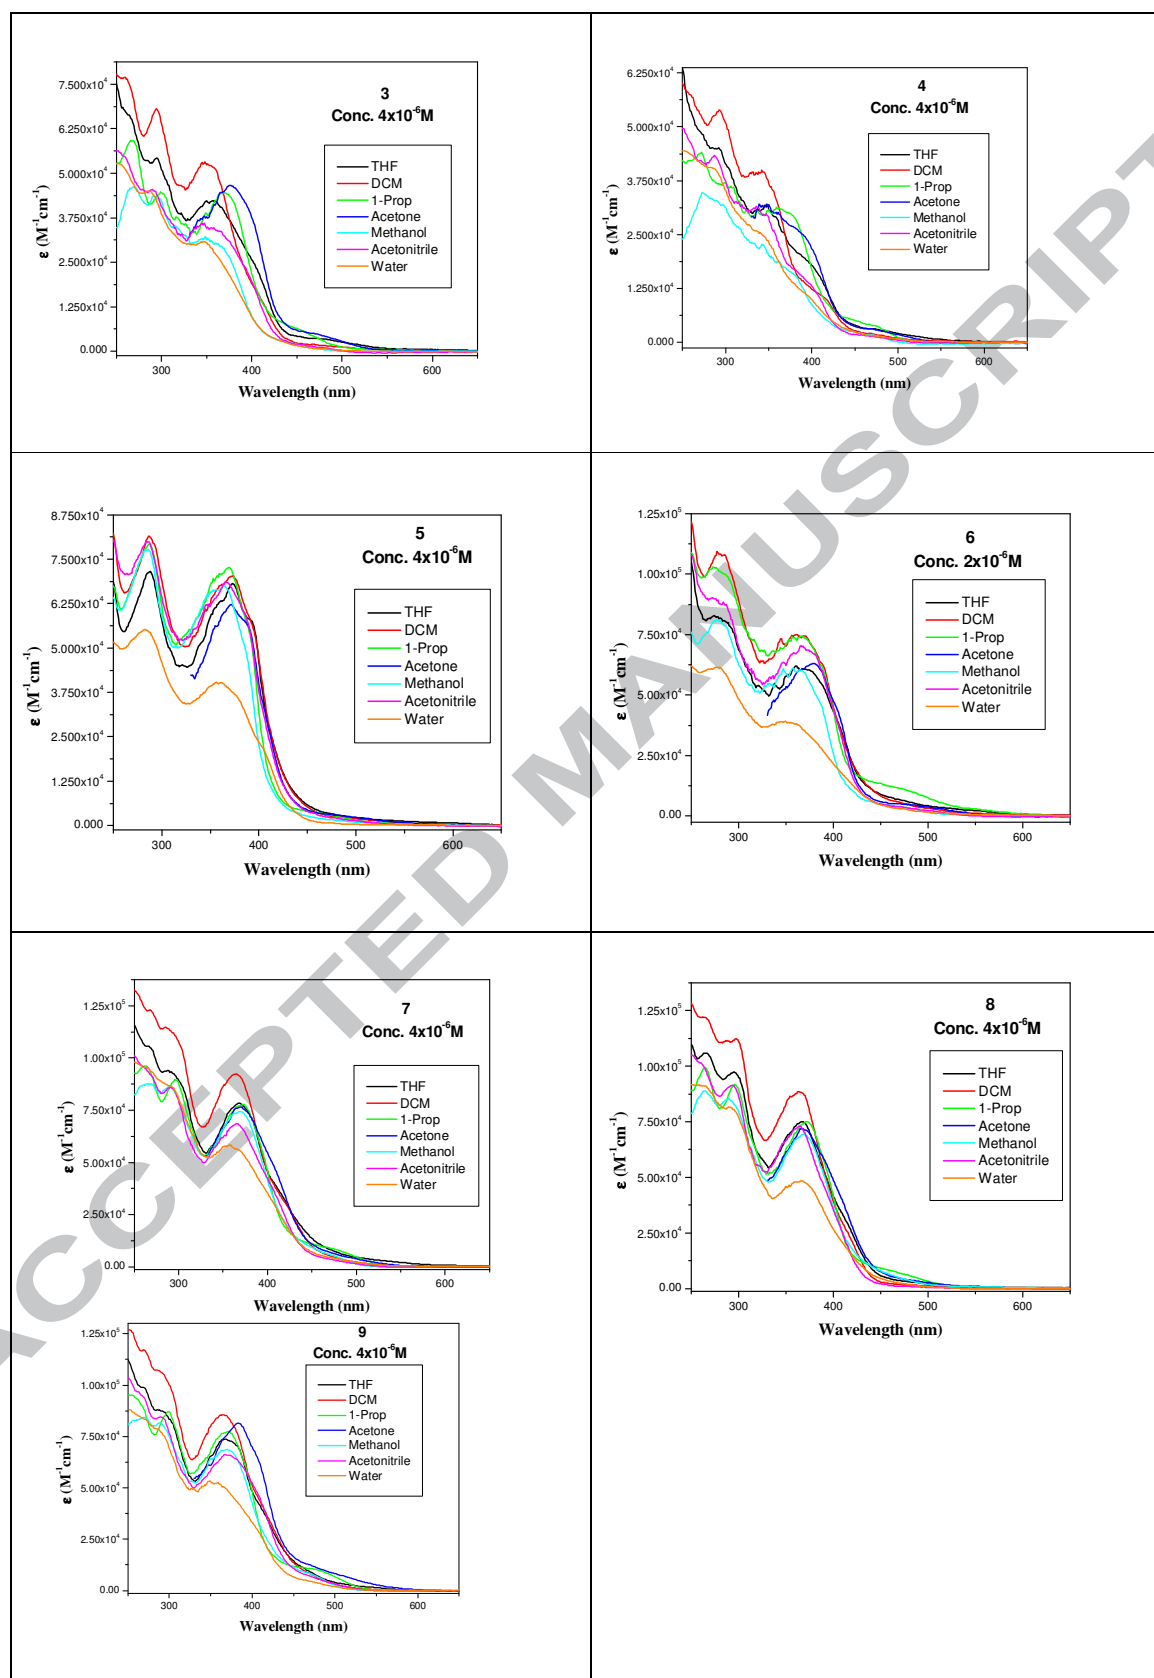 3
Conc. 4x10⁻⁶M
7.500x10⁴
6.250x10⁴
5.000x10⁴
3.750x10⁴
2.500x10⁴
1.250x10⁴
0.000
ε (M⁻¹cm⁻¹)
THF
DCM
1-Prop
Acetone
Methanol
Acetonitrile
Water
300 400 500 600
Wavelength (nm)
4
Conc. 4x10⁻⁶M
6.250x10⁴
5.000x10⁴
3.750x10⁴
2.500x10⁴
1.250x10⁴
0.000
ε (M⁻¹cm⁻¹)
THF
DCM
1-Prop
Acetone
Methanol
Acetonitrile
Water
300 400 500 600
Wavelength (nm)
5
Conc. 4x10⁻⁶M
8.750x10⁴
7.500x10⁴
6.250x10⁴
5.000x10⁴
3.750x10⁴
2.500x10⁴
1.250x10⁴
0.000
ε (M⁻¹cm⁻¹)
THF
DCM
1-Prop
Acetone
Methanol
Acetonitrile
Water
300 400 500 600
Wavelength (nm)
6
Conc. 2x10⁻⁶M
1.25x10⁵
1.00x10⁵
7.50x10⁴
5.00x10⁴
2.50x10⁴
0.00
ε (M⁻¹cm⁻¹)
THF
DCM
1-Prop
Acetone
Methanol
Acetonitrile
Water
300 400 500 600
Wavelength (nm)
7
Conc. 4x10⁻⁶M
1.25x10⁵
1.00x10⁵
7.50x10⁴
5.00x10⁴
2.50x10⁴
0.00
ε (M⁻¹cm⁻¹)
THF
DCM
1-Prop
Acetone
Methanol
Acetonitrile
Water
300 400 500 600
Wavelength (nm)
8
Conc. 4x10⁻⁶M
1.25x10⁵
1.00x10⁵
7.50x10⁴
5.00x10⁴
2.50x10⁴
0.00
ε (M⁻¹cm⁻¹)
THF
DCM
1-Prop
Acetone
Methanol
Acetonitrile
Water
300 400 500 600
Wavelength (nm)
9
Conc. 4x10⁻⁶M
1.25x10⁵
1.00x10⁵
7.50x10⁴
5.00x10⁴
2.50x10⁴
0.00
ε (M⁻¹cm⁻¹)
THF
DCM
1-Prop
Acetone
Methanol
Acetonitrile
Water
300 400 500 600
Wavelength (nm)
ACCEPTED MANUSCRIPT